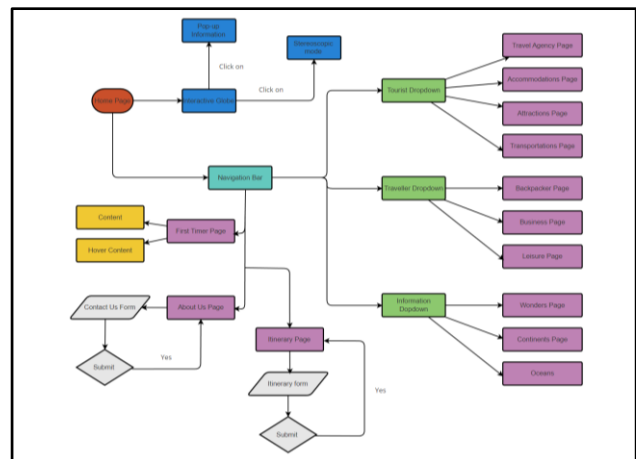 Pop-up
Information
Stereoscopic
mode
Click on
Click on
Home Page
Interactive Globe
Travel Agency Page
Accommodations Page
Tourist Dropdown
Attractions Page
Transportations Page
Navigation Bar
Traveller Dropdown
Backpacker Page
Business Page
Leisure Page
Content
First Timer Page
Hover Content
Contact Us Form
About Us Page
Submit
Yes
Itinerary Page
Itinerary form
Yes
Submit
Information
Dopdown
Wonders Page
Continents Page
Oceans